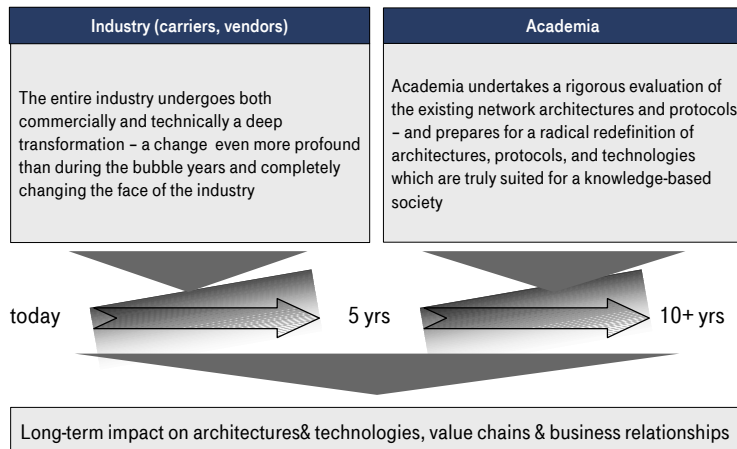 Industry (carriers, vendors)
The entire industry undergoes both
commercially and technically a deep
transformation – a change even more profound
than during the bubble years and completely
changing the face of the industry
Academia
Academia undertakes a rigorous evaluation of
the existing network architectures and protocols
– and prepares for a radical redefinition of
architectures, protocols, and technologies
which are truly suited for a knowledge-based
society
today
5 yrs
10+ yrs
Long-term impact on architectures& technologies, value chains & business relationships